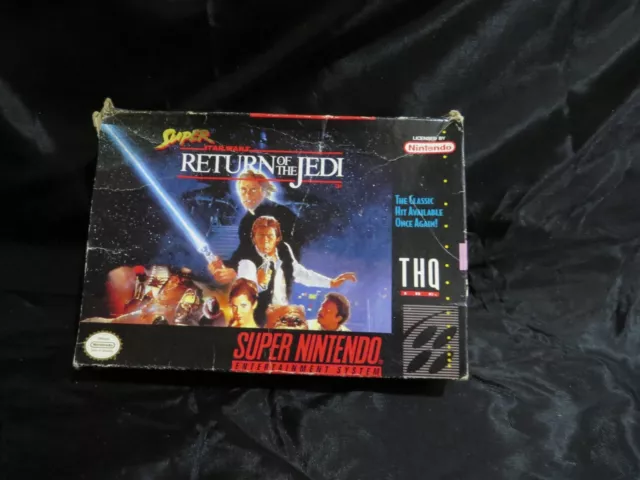 SUPER
STAR WARS
RETURN OF THE JEDI
LICENSED BY
Nintendo
THE CLASSIC
HIT AVAILABLE
ONCE AGAIN!
THQ
SUPER NINTENDO
ENTERTAINMENT SYSTEM